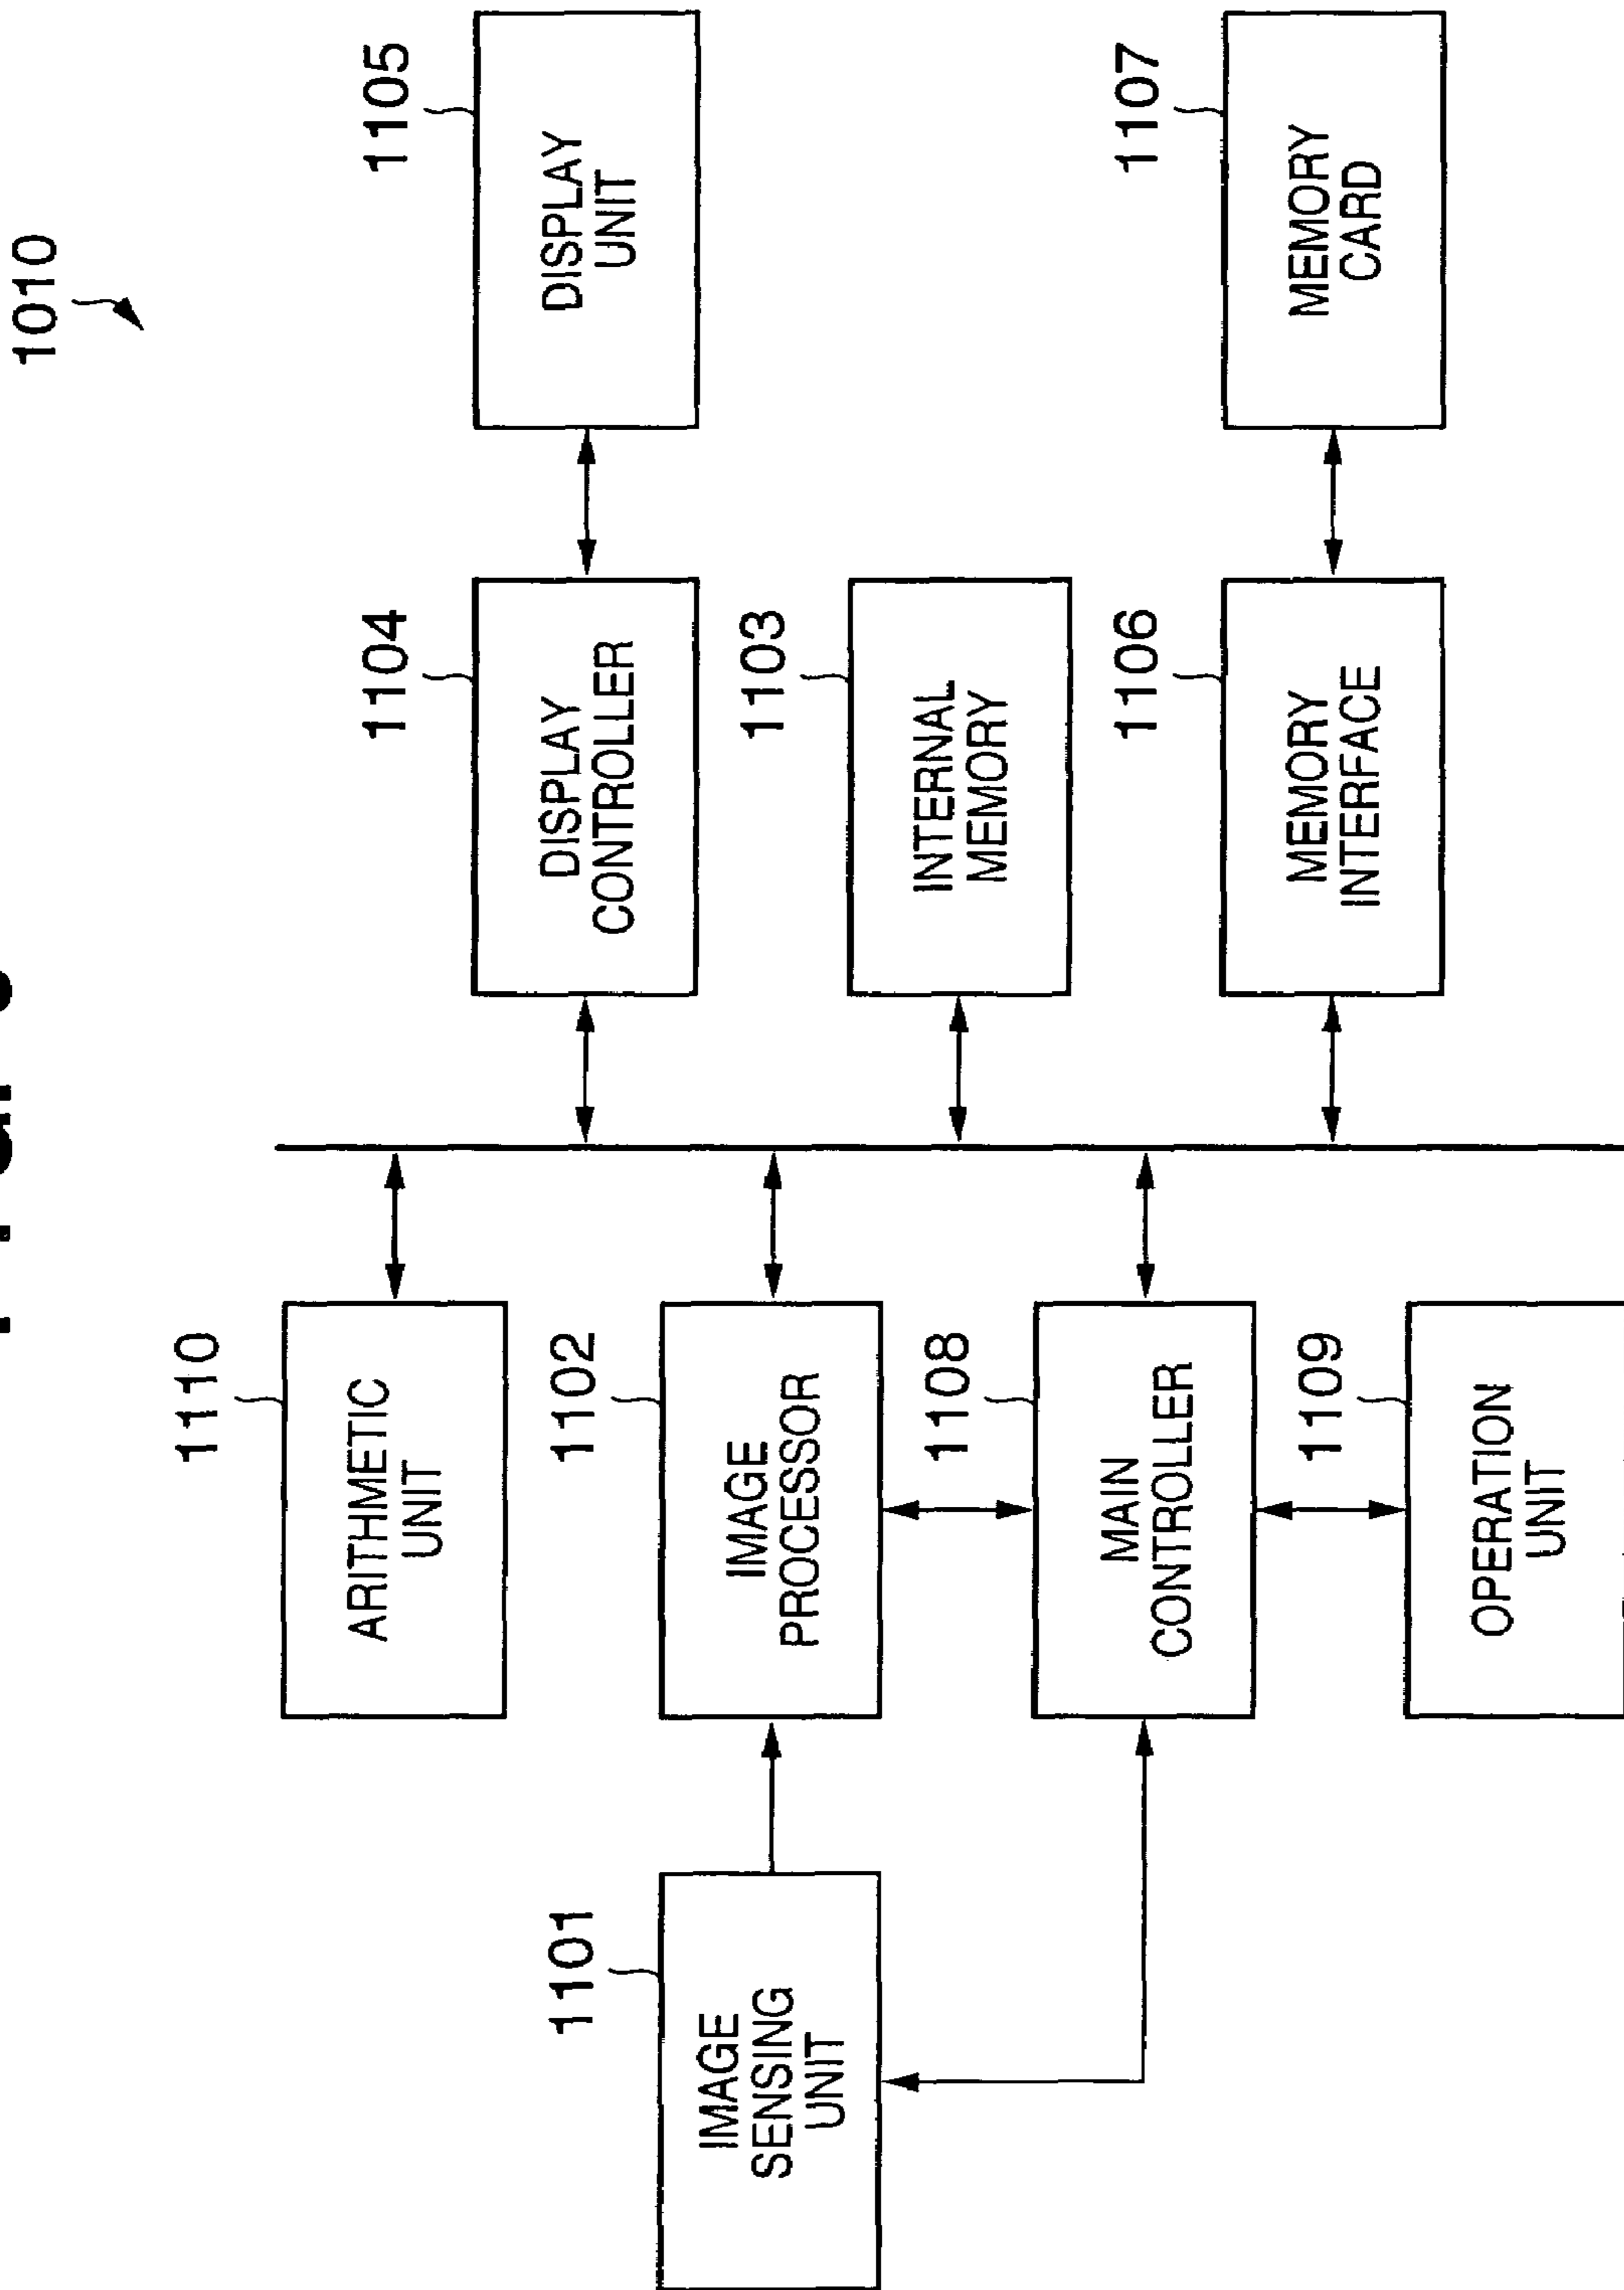 1010
1110
ARITHMETIC
UNIT
1104
DISPLAY
CONTROLLER
1105
DISPLAY
UNIT
1101
IMAGE
SENSING
UNIT
1102
IMAGE
PROCESSOR
1103
INTERNAL
MEMORY
1108
MAIN
CONTROLLER
1106
MEMORY
INTERFACE
1107
MEMORY
CARD
1109
OPERATION
UNIT